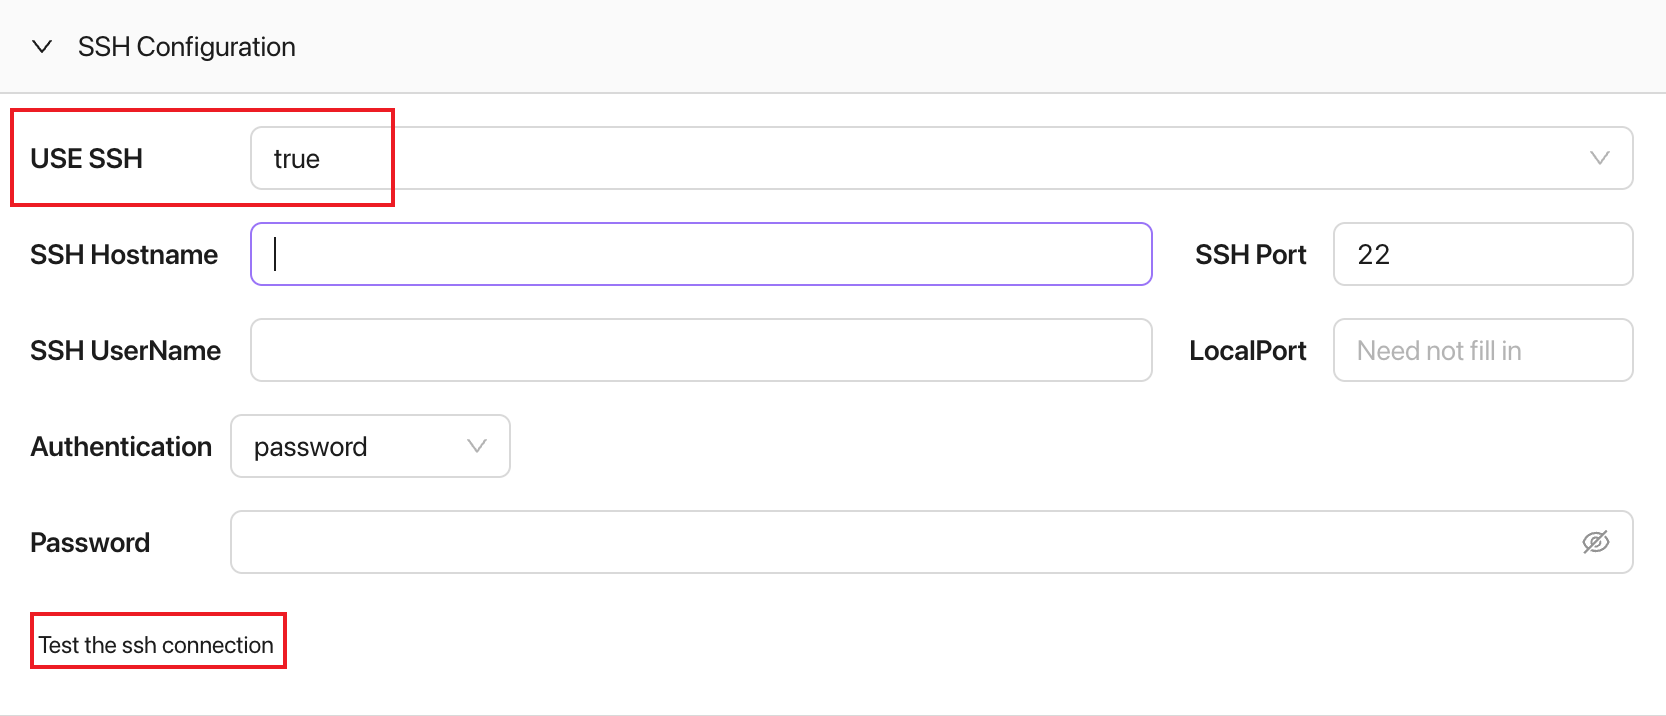 SSH Configuration
USE SSH true
SSH Hostname SSH Port 22
SSH UserName LocalPort Need not fill in
Authentication password
Password
Test the ssh connection